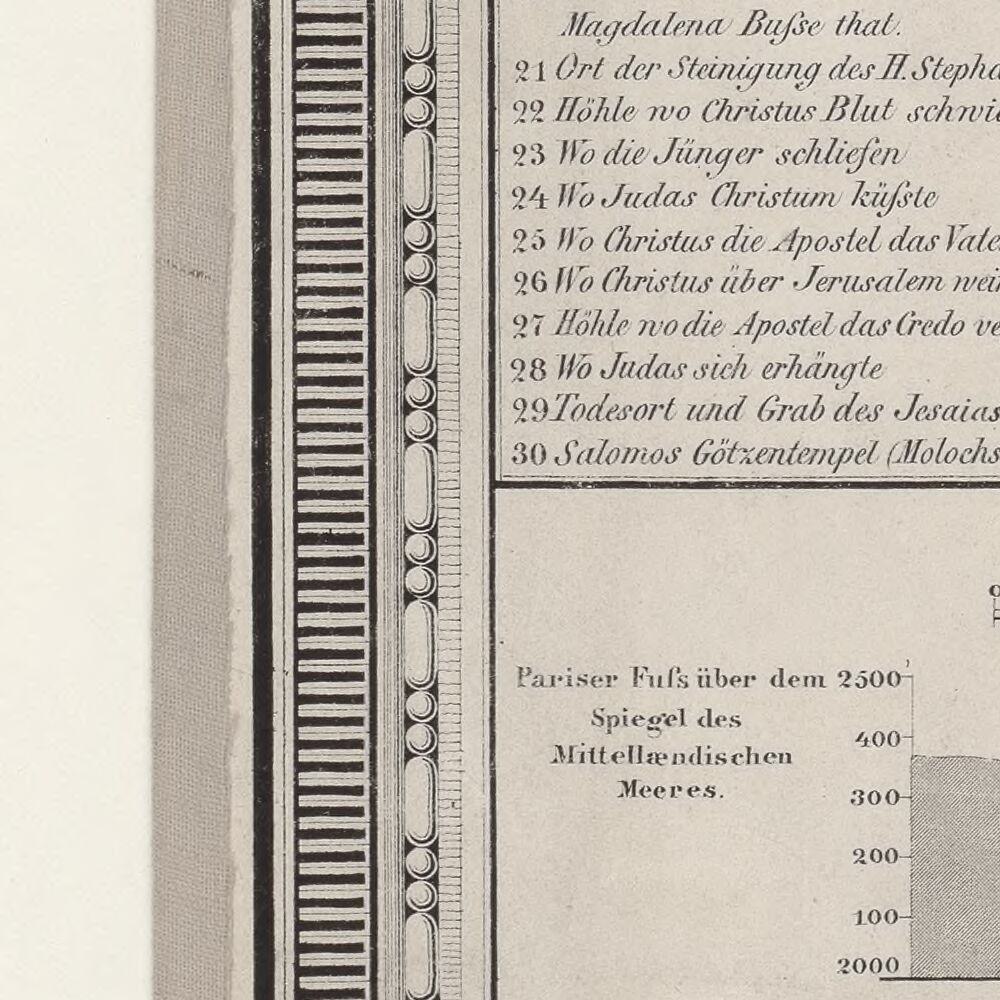 Magdalena Buſse that.
21 Ort der Steinigung des H. Stepha
22 Höhle wo Christus Blut schwi
23 Wo die Jünger schliefen
24 Wo Judas Christum küſste
25 Wo Christus die Apostel das Vate
26 Wo Christus über Jerusalem wei
27 Höhle wo die Apostel das Credo ve
28 Wo Judas sich erhängte
29 Todesort und Grab des Jesaias
30 Salomos Götzentempel (Molochs
Pariser Fuſs über dem 2500'
Spiegel des
Mittellændischen
Meeres.
400
300
200
100
2000